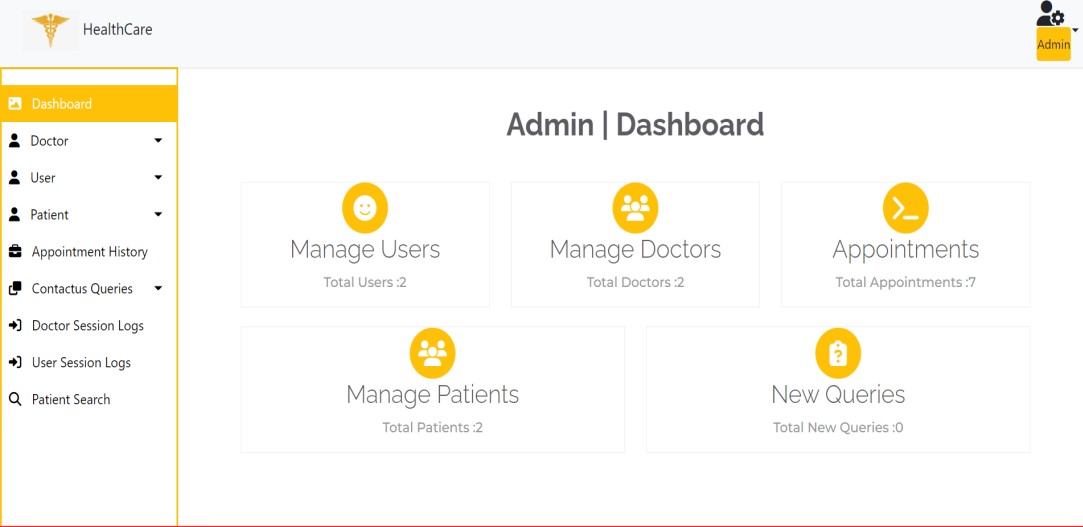 HealthCare
Admin
Dashboard
Doctor
User
Patient
Appointment History
Contactus Queries
Doctor Session Logs
User Session Logs
Patient Search
Admin | Dashboard
Manage Users
Total Users :2
Manage Doctors
Total Doctors :2
Appointments
Total Appointments :7
Manage Patients
Total Patients :2
New Queries
Total New Queries :0